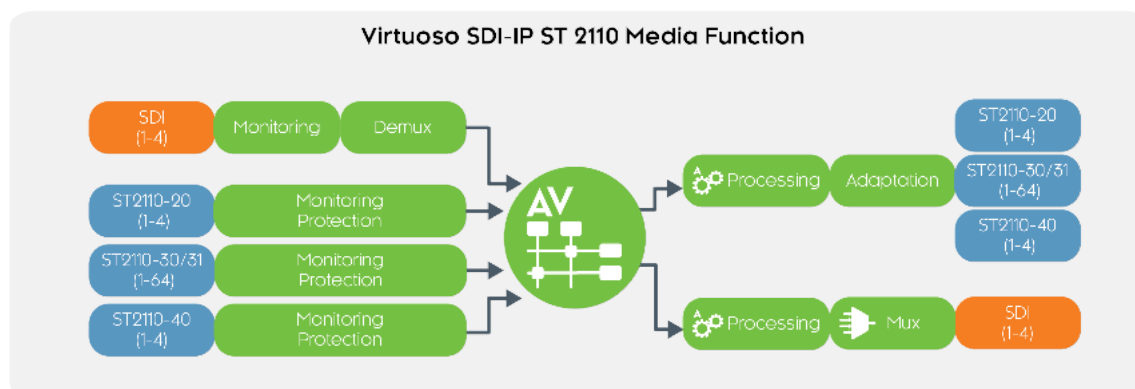 Virtuoso SDI-IP ST 2110 Media Function
SDI
(1-4)
Monitoring
Demux
ST2110-20
(1-4)
Monitoring
Protection
ST2110-30/31
(1-64)
Monitoring
Protection
ST2110-40
(1-4)
Monitoring
Protection
AV
A
Processing
Adaptation
ST2110-20
(1-4)
ST2110-30/31
(1-64)
ST2110-40
(1-4)
A
Processing
Mux
SDI
(1-4)